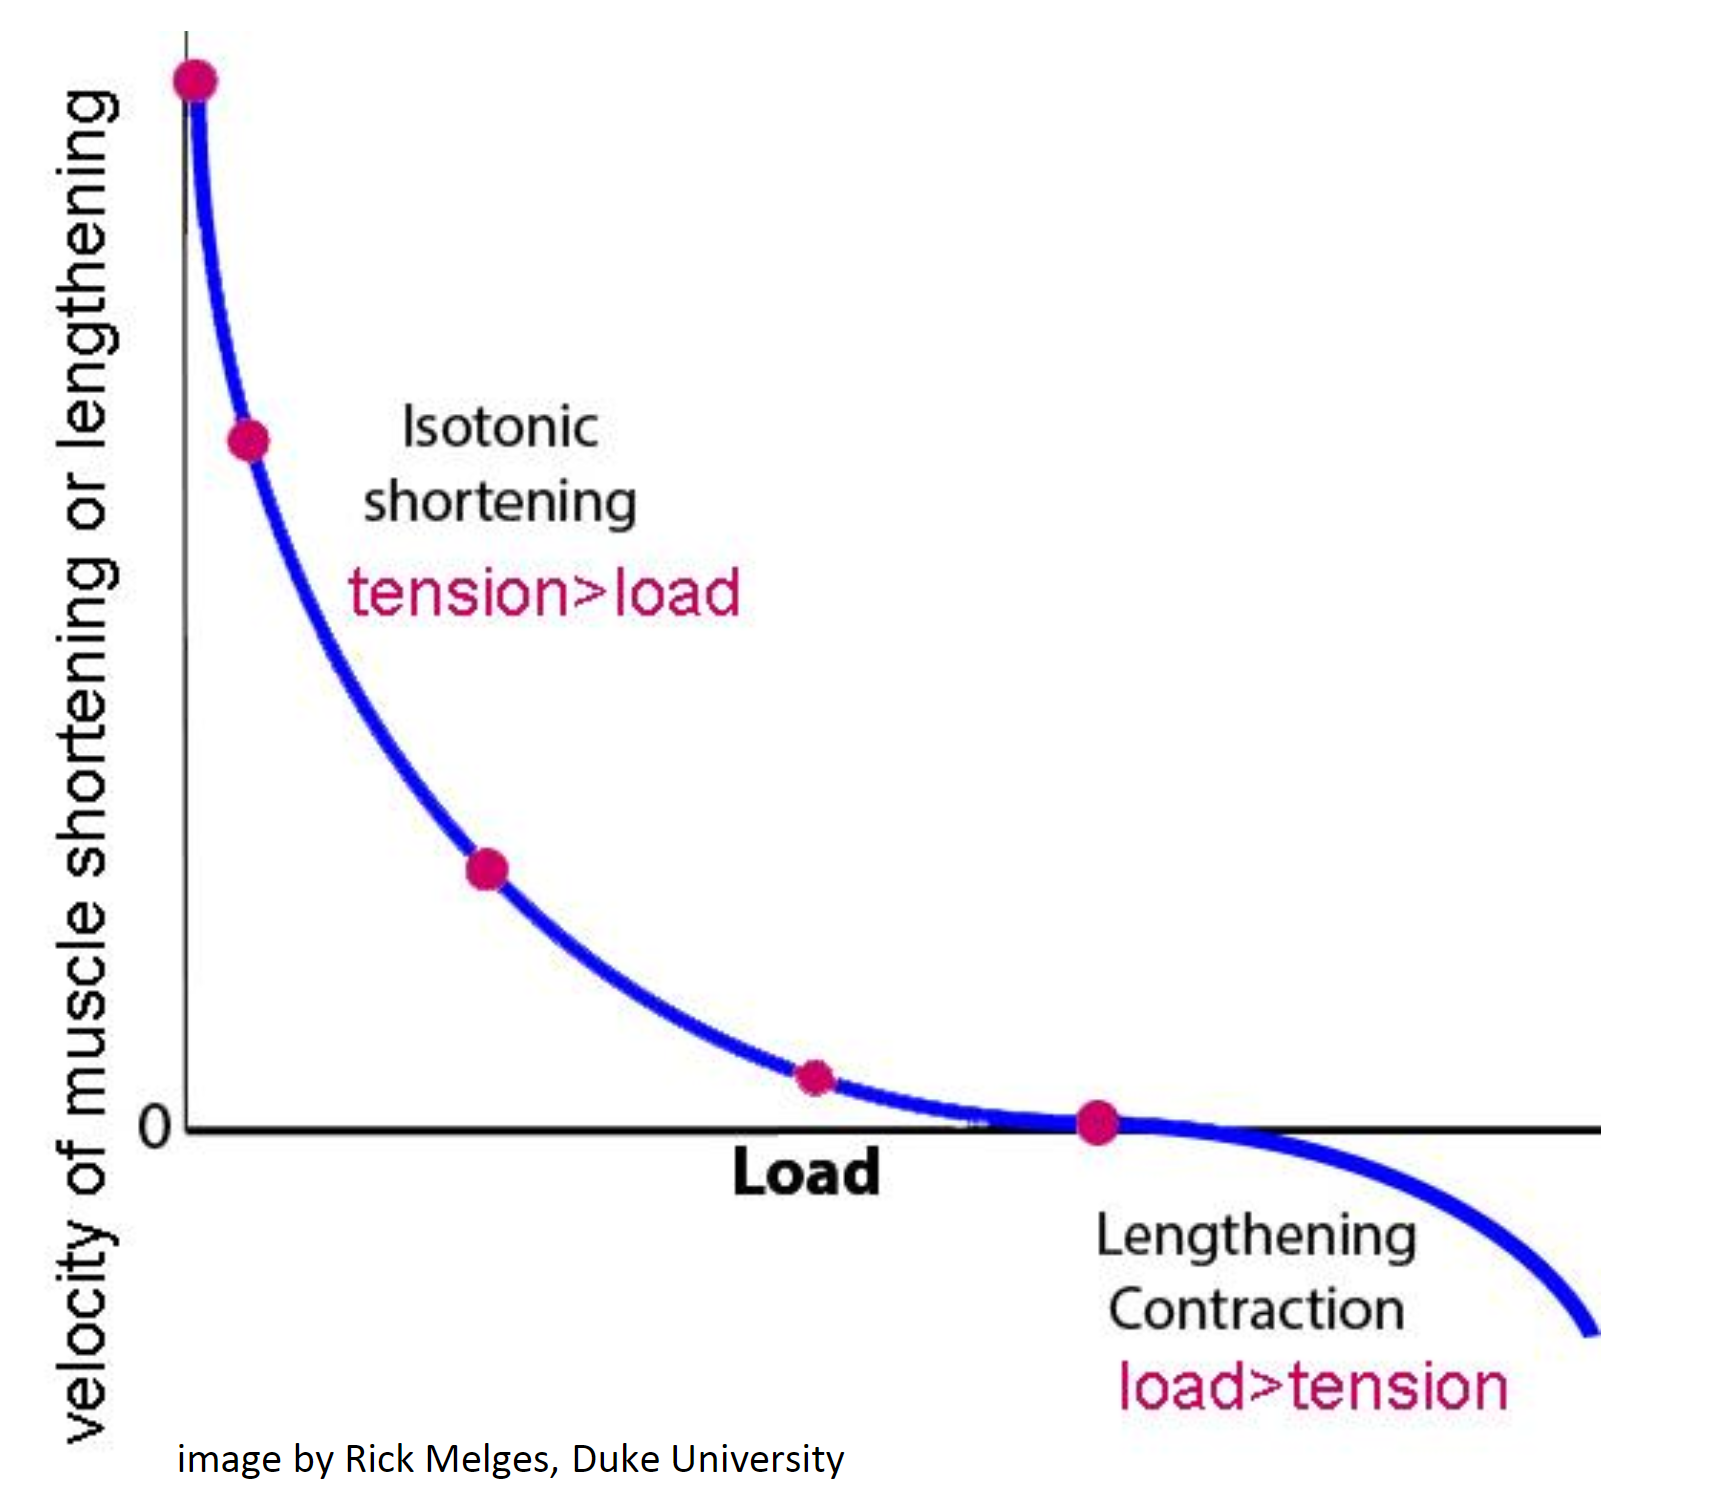 velocity of muscle shortening or lengthening
Isotonic
shortening
tension>load
0
Load
Lengthening
Contraction
load>tension
image by Rick Melges, Duke University